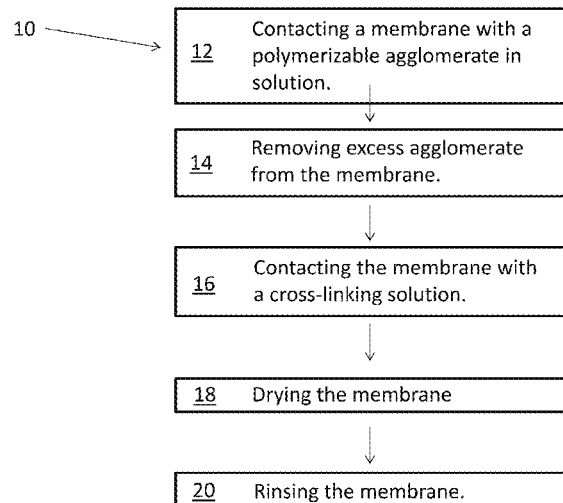 10
12 Contacting a membrane with a
polymerizable agglomerate in
solution.
14 Removing excess agglomerate
from the membrane.
16 Contacting the membrane with
a cross-linking solution.
18 Drying the membrane
20 Rinsing the membrane.